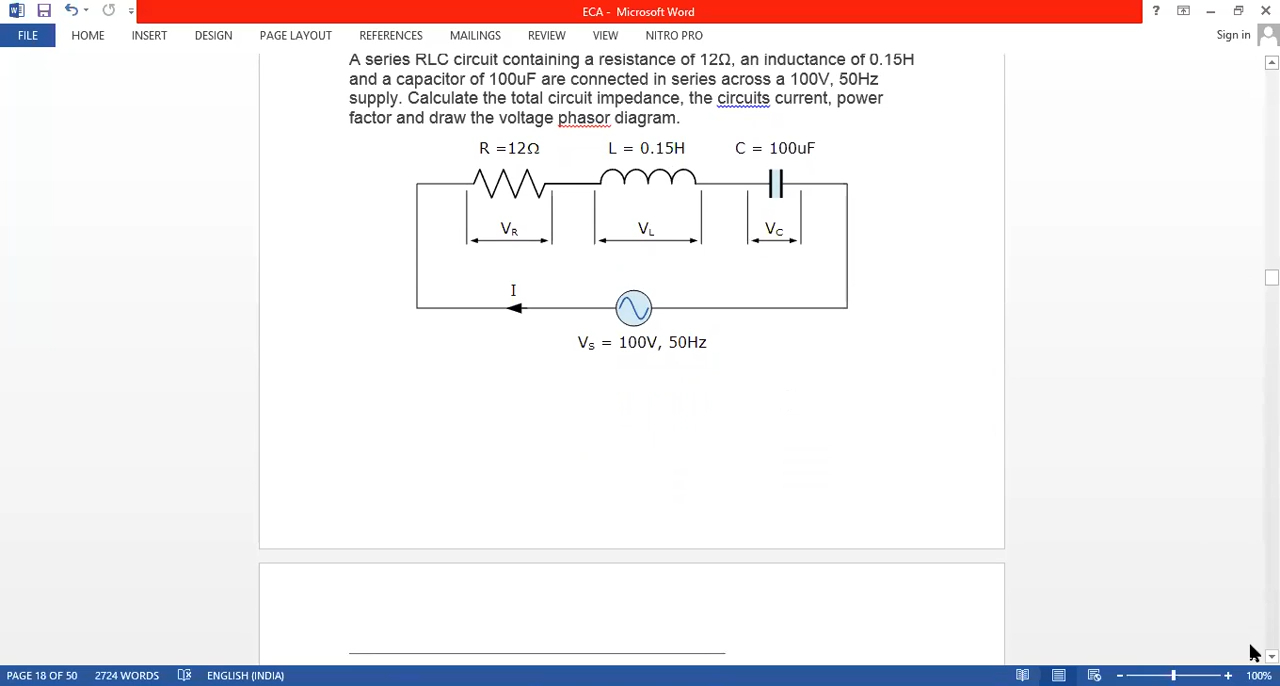 ECA - Microsoft Word
?
FILE HOME INSERT DESIGN PAGE LAYOUT REFERENCES MAILINGS REVIEW VIEW NITRO PRO Sign in
A series RLC circuit containing a resistance of 12Ω, an inductance of 0.15H
and a capacitor of 100uF are connected in series across a 100V, 50Hz
supply. Calculate the total circuit impedance, the circuits current, power
factor and draw the voltage phasor diagram.
R =12Ω L = 0.15H C = 100uF
VR VL VC
I
VS = 100V, 50Hz
PAGE 18 OF 50 2724 WORDS ENGLISH (INDIA) 100%